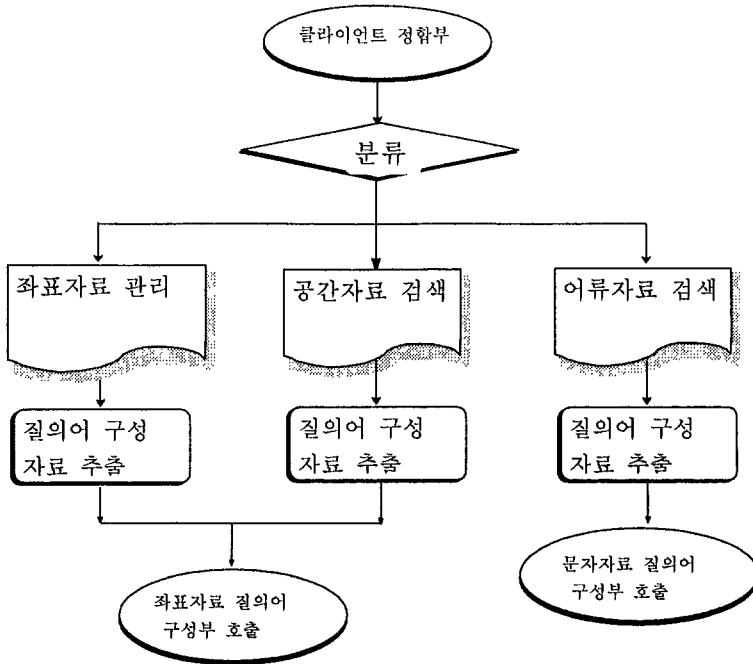 클라이언트 정합부
분류
좌표자료 관리
공간자료 검색
어류자료 검색
질의어 구성
자료 추출
질의어 구성
자료 추출
질의어 구성
자료 추출
좌표자료 질의어
구성부 호출
문자자료 질의어
구성부 호출